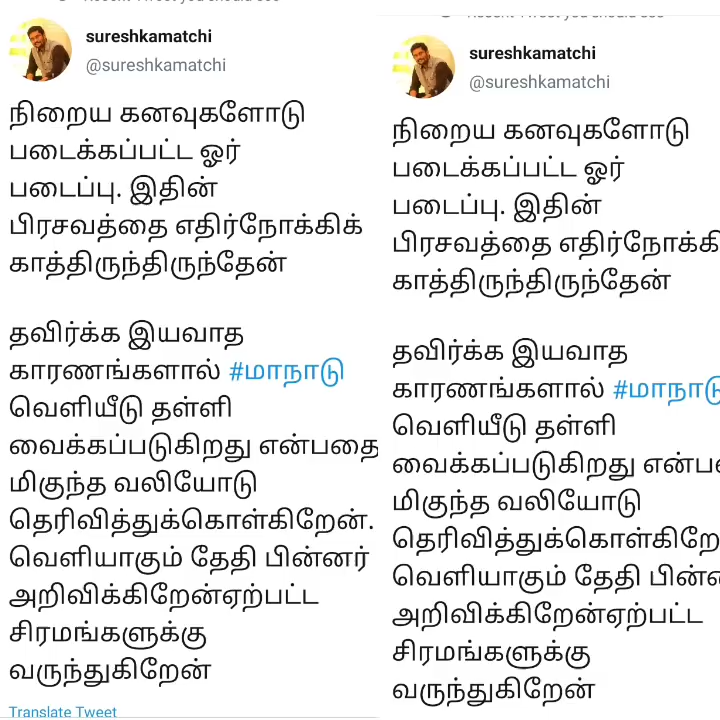 sureshkamatchi
@sureshkamatchi
நிறைய கனவுகளோடு
படைக்கப்பட்ட ஓர்
படைப்பு. இதின்
பிரசவத்தை எதிர்நோக்கிக்
காத்திருந்திருந்தேன்
தவிர்க்க இயவாத
காரணங்களால் #மாநாடு
வெளியீடு தள்ளி
வைக்கப்படுகிறது என்பதை
மிகுந்த வலியோடு
தெரிவித்துக்கொள்கிறேன்.
வெளியாகும் தேதி பின்னர்
அறிவிக்கிறேன்ஏற்பட்ட
சிரமங்களுக்கு
வருந்துகிறேன்
Translate Tweet
sureshkamatchi
@sureshkamatchi
நிறைய கனவுகளோடு
படைக்கப்பட்ட ஓர்
படைப்பு. இதின்
பிரசவத்தை எதிர்நோக்கி
காத்திருந்திருந்தேன்
தவிர்க்க இயவாத
காரணங்களால் #மாநாடு
வெளியீடு தள்ளி
வைக்கப்படுகிறது
மிகுந்த வலியோடு
வெளியாகும் தேதி
அறிவிக்கிறேன்ஏற்பட்ட
சிரமங்களுக்கு
வருந்துகிறேன்